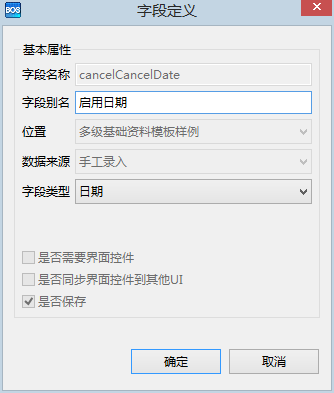 BOS
字段定义
基本属性
字段名称 cancelCancelDate
字段别名 启用日期
位置 多级基础资料模板样例
数据来源 手工录入
字段类型 日期
是否需要界面控件
是否同步界面控件到其他UI
是否保存
确定 取消